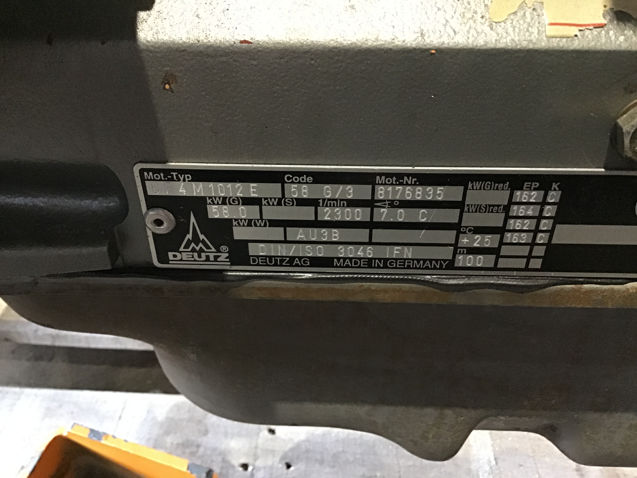 Mot.-Typ Code Mot.-Nr. kW(G)red. EP K
4M1012E 58 G/3 8176835 162 C
kW (G) kW (S) 1/min ∢° kW(S)red. 164 C
58.0 2300 7.0 C 162 C
kW (W) °C
AU3B / +25 163 C
DIN/ISO 3046 IFN m 100
DEUTZ ® DEUTZ AG MADE IN GERMANY